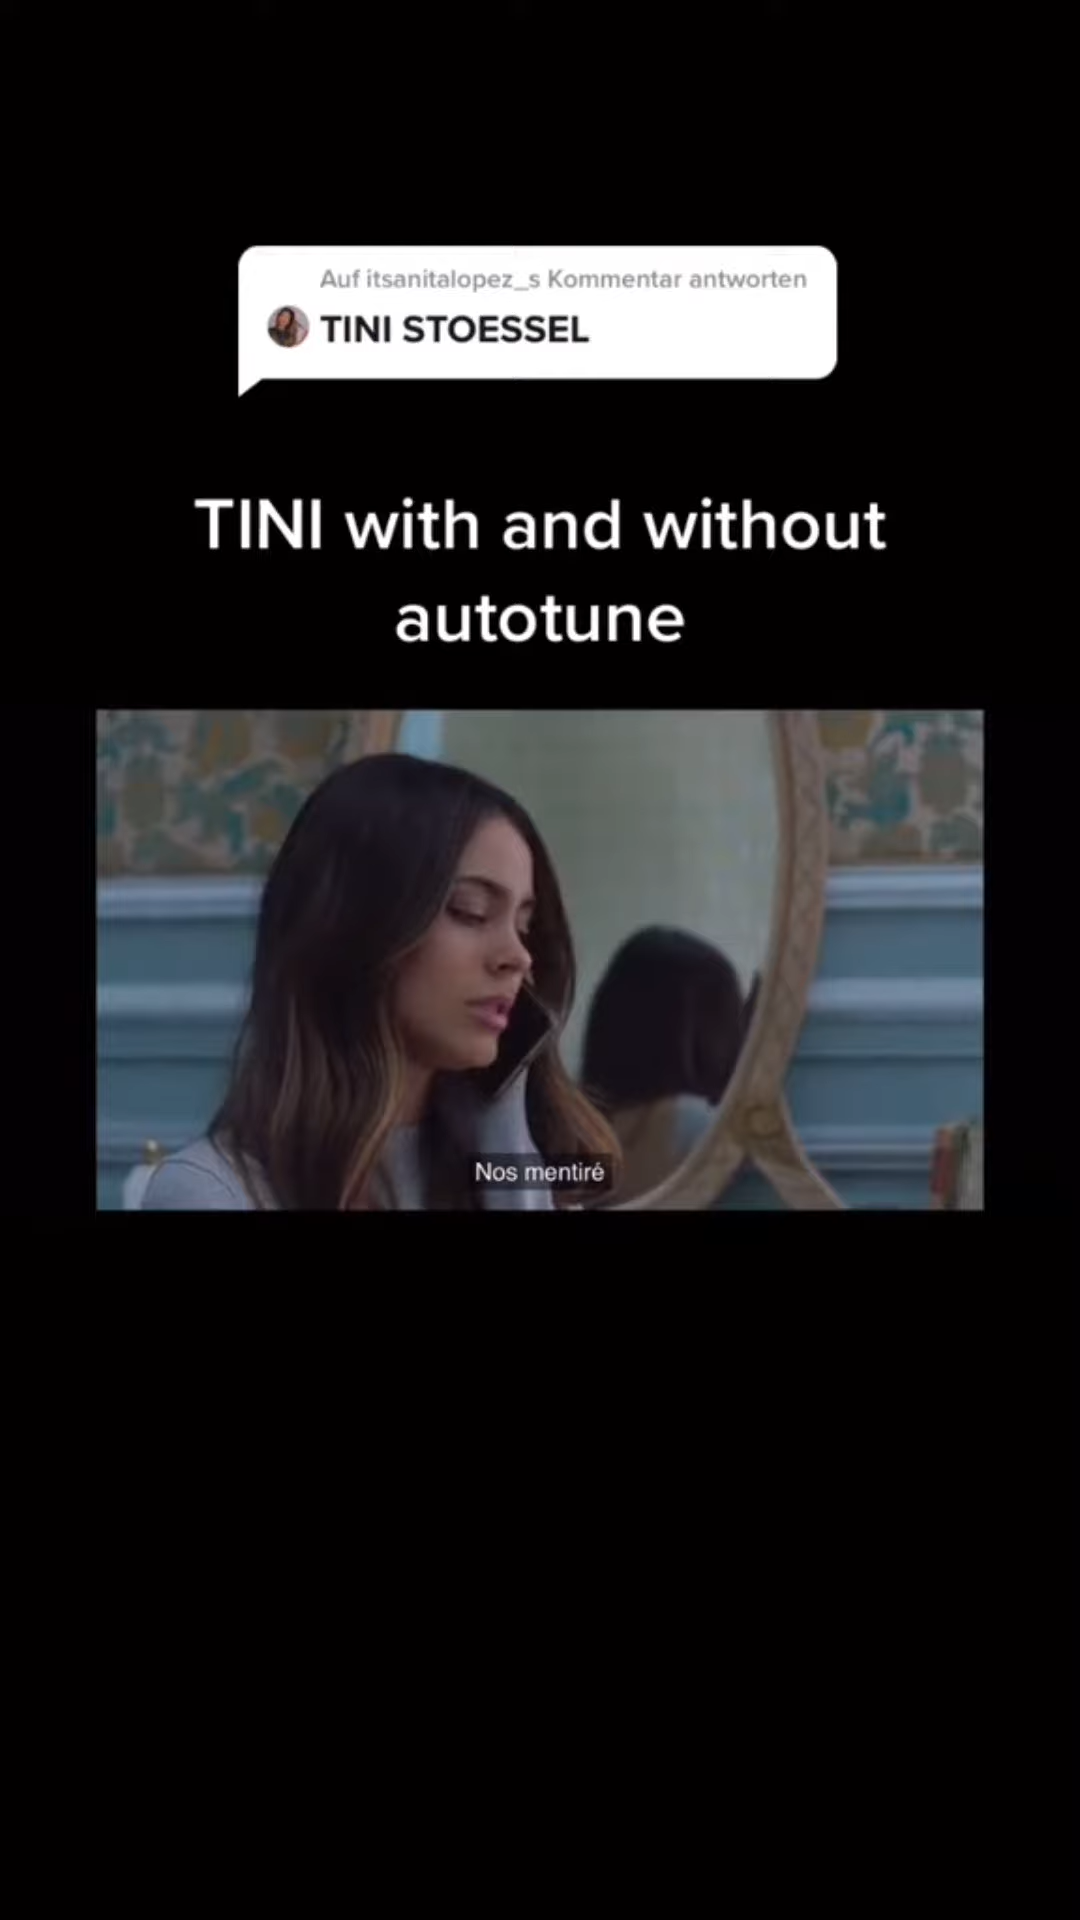 Auf itsanitalopez_s Kommentar antworten
TINI STOESSEL
TINI with and without
autotune
Nos mentiré